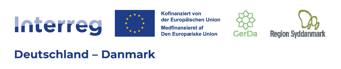 Interreg
Kofinanziert von
der Europäischen Union
Medfinansieret af
Den Europæiske Union
GerDa
Region Syddanmark
Deutschland – Danmark